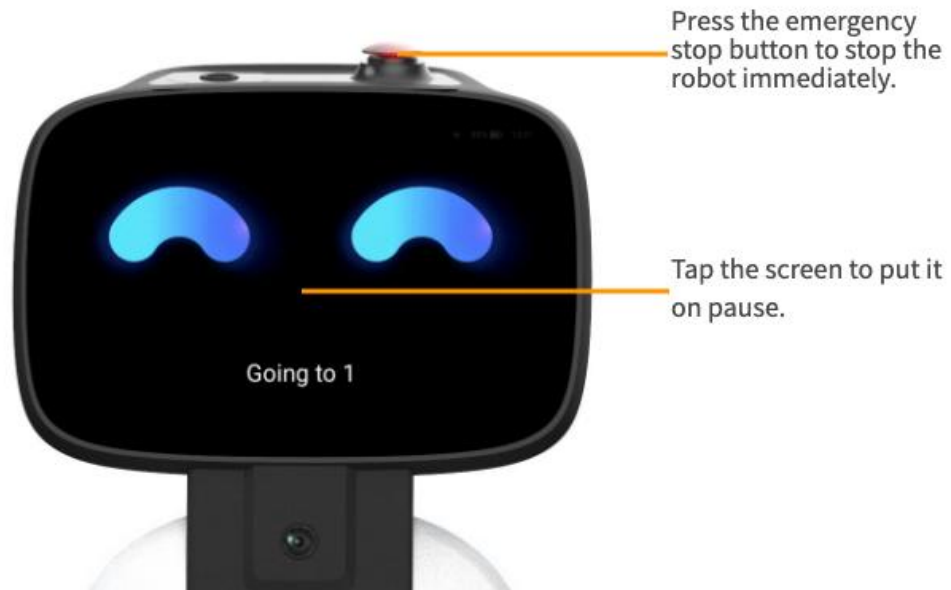 Press the emergency
stop button to stop the
robot immediately.
Tap the screen to put it
on pause.
Going to 1